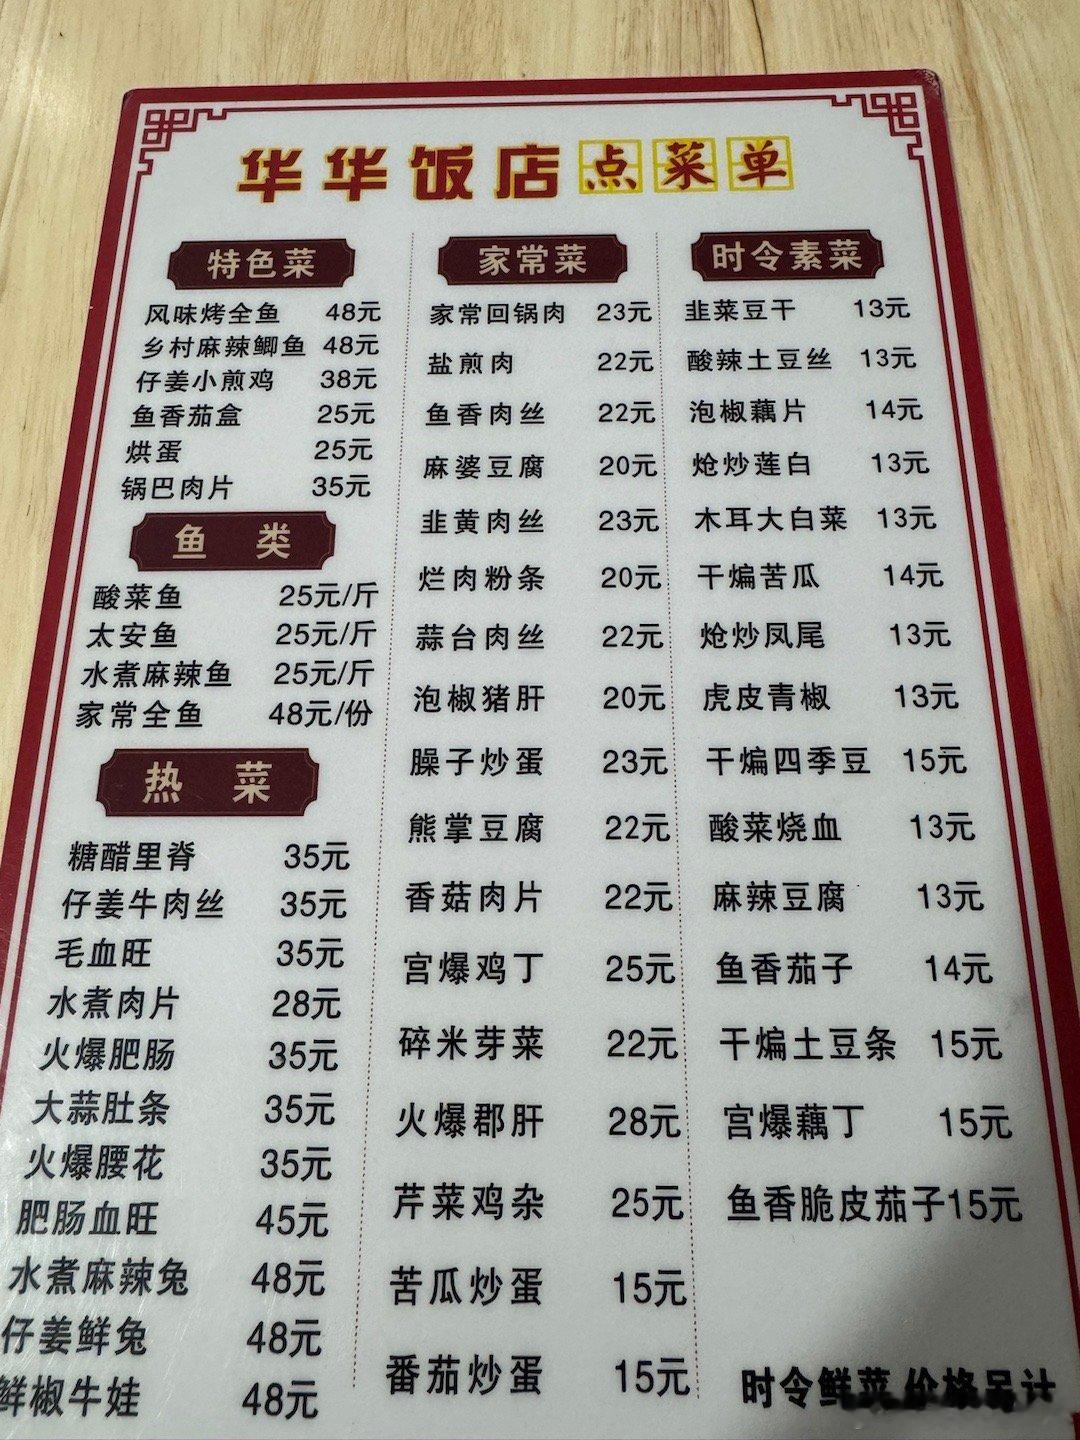 华华饭店点菜单
特色菜
风味烤全鱼 48元
乡村麻辣鲫鱼 48元
仔姜小煎鸡 38元
鱼香茄盒 25元
烘蛋 25元
锅巴肉片 35元
鱼 类
酸菜鱼 25元/斤
太安鱼 25元/斤
水煮麻辣鱼 25元/斤
家常全鱼 48元/份
热 菜
糖醋里脊 35元
仔姜牛肉丝 35元
毛血旺 35元
水煮肉片 28元
火爆肥肠 35元
大蒜肚条 35元
火爆腰花 35元
肥肠血旺 45元
水煮麻辣兔 48元
仔姜鲜兔 48元
鲜椒牛娃 48元
家常菜
家常回锅肉 23元
盐煎肉 22元
鱼香肉丝 22元
麻婆豆腐 20元
韭黄肉丝 23元
烂肉粉条 20元
蒜台肉丝 22元
泡椒猪肝 20元
臊子炒蛋 23元
熊掌豆腐 22元
香菇肉片 22元
宫爆鸡丁 25元
碎米芽菜 22元
火爆郡肝 28元
芹菜鸡杂 25元
苦瓜炒蛋 15元
番茄炒蛋 15元
时令素菜
韭菜豆干 13元
酸辣土豆丝 13元
泡椒藕片 14元
炝炒莲白 13元
木耳大白菜 13元
干煸苦瓜 14元
炝炒凤尾 13元
虎皮青椒 13元
干煸四季豆 15元
酸菜烧血 13元
麻辣豆腐 13元
鱼香茄子 14元
干煸土豆条 15元
宫爆藕丁 15元
鱼香脆皮茄子15元
时令鲜菜 价格另计